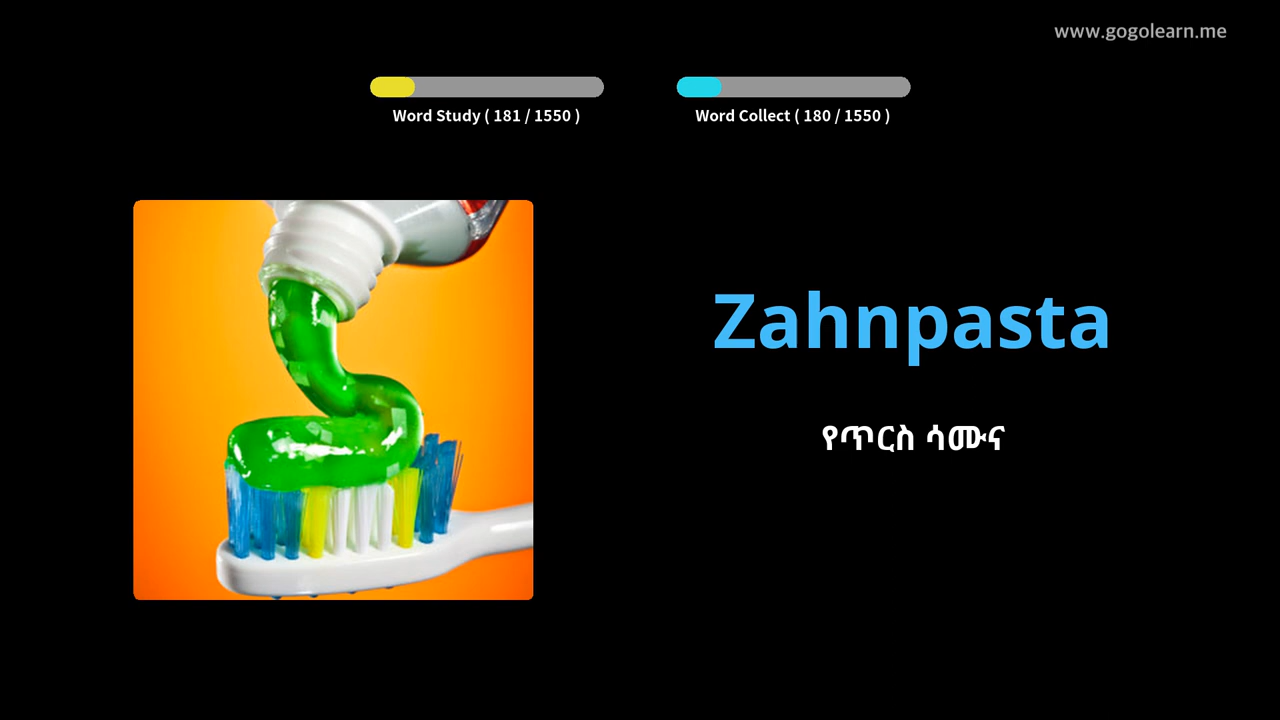 www.gogolearn.me
Word Study ( 181 / 1550 )
Word Collect ( 180 / 1550 )
Zahnpasta
የጥርስ ሳሙና